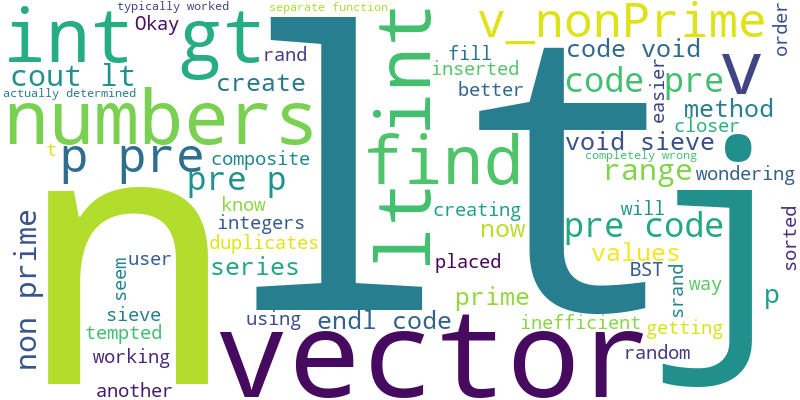 typically worked
separate function
Okay
int gt
v_nonPrime
order
rand
fill
code void
cout lt
create
inserted
easier
code pre
v
actually determined
better
numbers
lt
int
method
closer
t
p pre
composite
find
void sieve
completely wrong
pre p
range
wondering
n
know
lt
j
creating
will
sorted
non prime
integers
now
pre code
duplicates
values
user
series
placed
BST
seem
srand
way
prime
p
sieve
using
endl code
inefficient
getting
tempted
working
vector
random
another